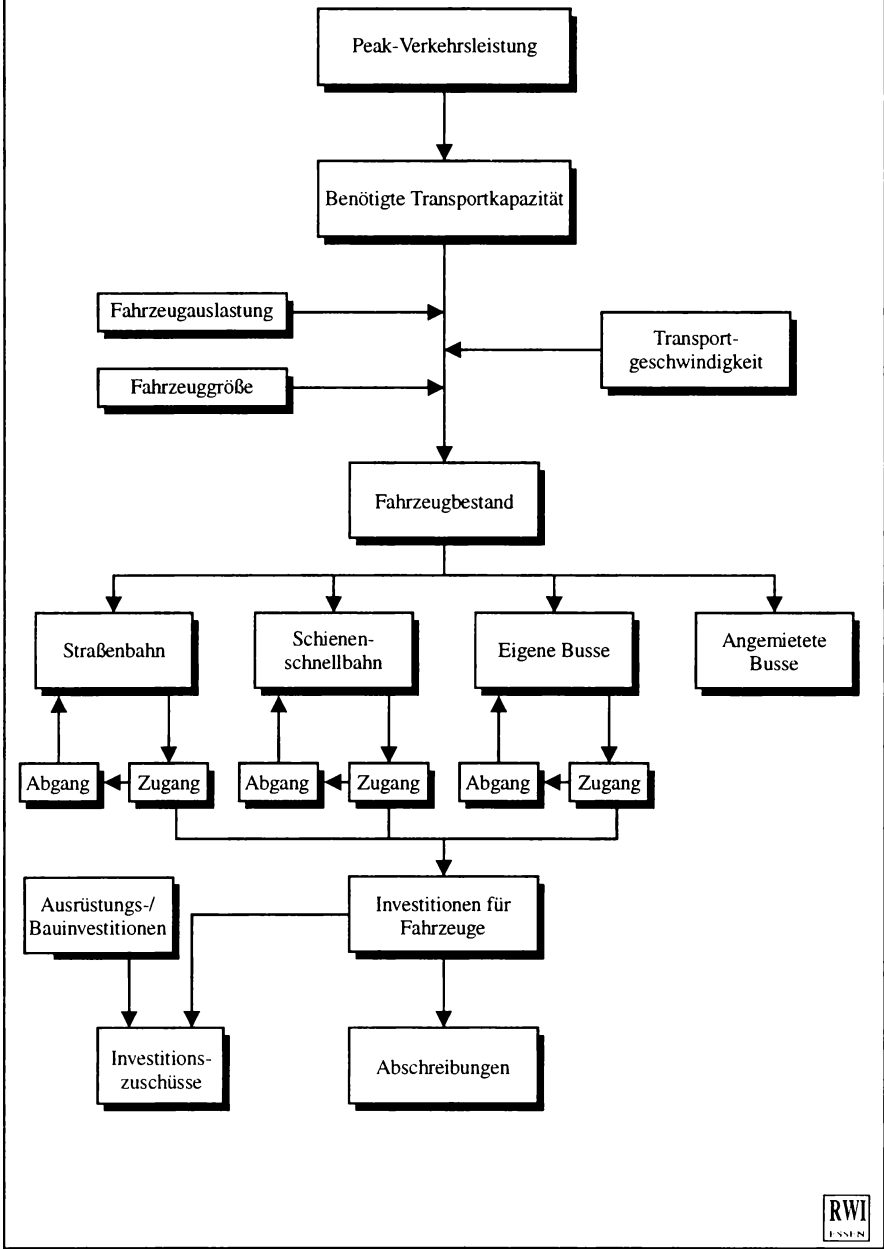 Peak-Verkehrsleistung
Benötigte Transportkapazität
Fahrzeugauslastung
Transport-
geschwindigkeit
Fahrzeuggröße
Fahrzeugbestand
Straßenbahn
Schienen-
schnellbahn
Eigene Busse
Angemietete
Busse
Abgang
Zugang
Abgang
Zugang
Abgang
Zugang
Ausrüstungs-/
Bauinvestitionen
Investitionen für
Fahrzeuge
Investitions-
zuschüsse
Abschreibungen
RWI
ESSEN